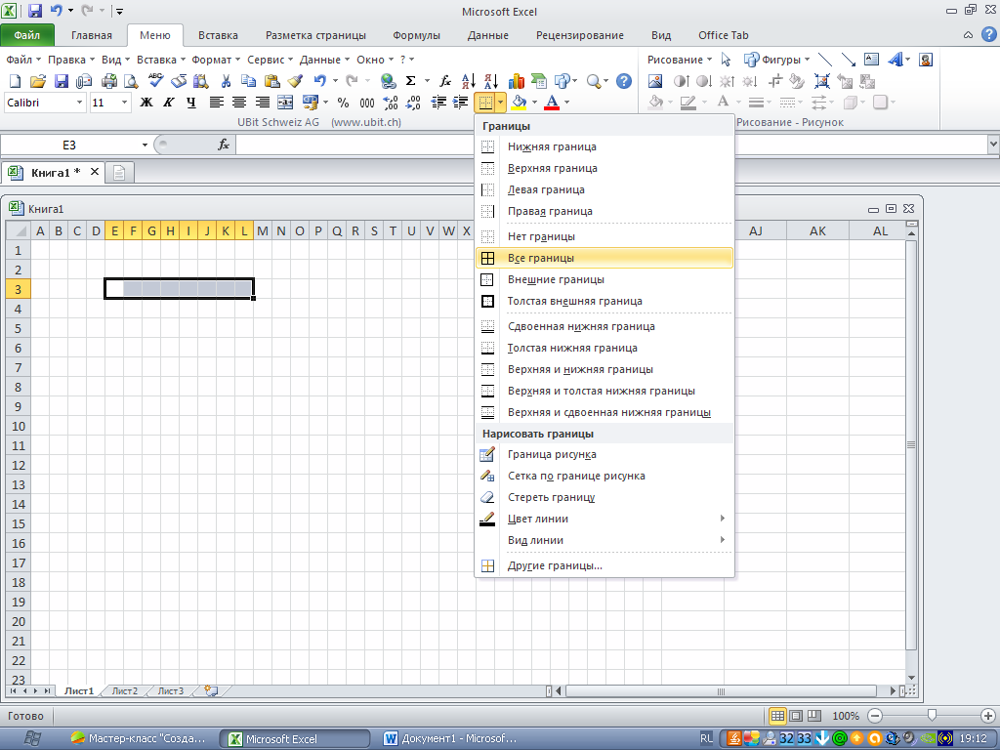 Microsoft Excel
Файл Главная Меню Вставка Разметка страницы Формулы Данные Рецензирование Вид Office Tab
Файл Правка Вид Вставка Формат Сервис Данные Окно ? Рисование Фигуры
Calibri 11 Ж К Ч % 000
UBit Schweiz AG (www.ubit.ch) Рисование - Рисунок
E3 fx
Книга1 *
Книга1
A B C D E F G H I J K L M N O P Q R S T U V W X AJ AK AL
1
2
3
4
5
6
7
8
9
10
11
12
13
14
15
16
17
18
19
20
21
22
23
Границы
Нижняя граница
Верхняя граница
Левая граница
Правая граница
Нет границы
Все границы
Внешние границы
Толстая внешняя граница
Сдвоенная нижняя граница
Толстая нижняя граница
Верхняя и нижняя границы
Верхняя и толстая нижняя границы
Верхняя и сдвоенная нижняя границы
Нарисовать границы
Граница рисунка
Сетка по границе рисунка
Стереть границу
Цвет линии
Вид линии
Другие границы...
Лист1 Лист2 Лист3
Готово 100%
Мастер-класс "Созда... Microsoft Excel Документ1 - Microsof... RU 32 33 19:12